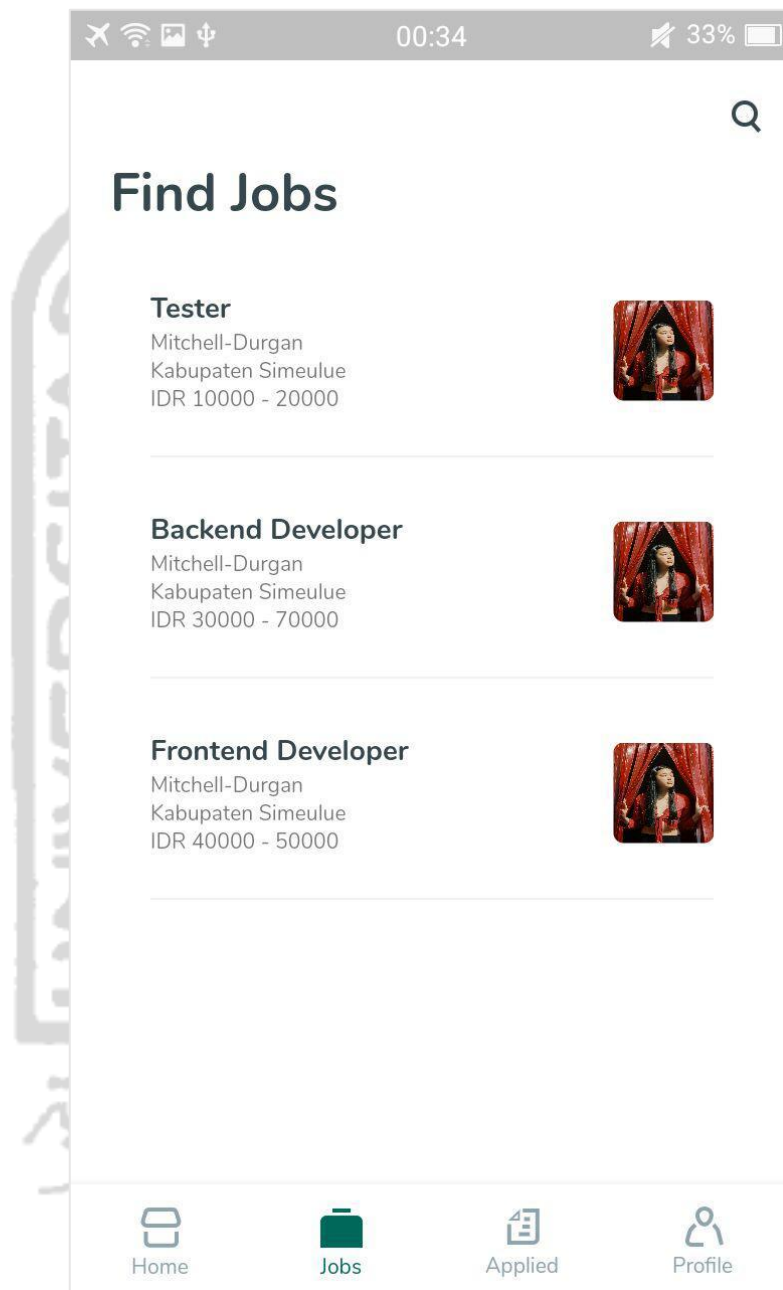 00:34
33%
Find Jobs
Tester
Mitchell-Durgan
Kabupaten Simeulue
IDR 10000 - 20000
Backend Developer
Mitchell-Durgan
Kabupaten Simeulue
IDR 30000 - 70000
Frontend Developer
Mitchell-Durgan
Kabupaten Simeulue
IDR 40000 - 50000
Home
Jobs
Applied
Profile